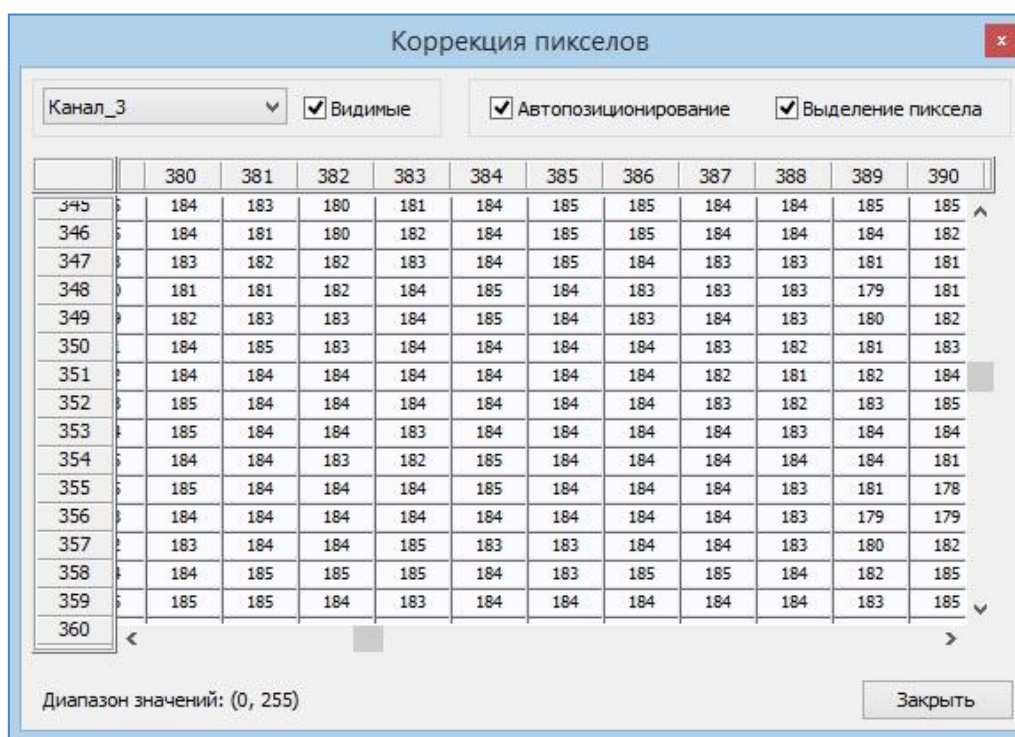 Коррекция пикселов
x
Канал_3 Видимые Автопозиционирование Выделение пиксела
380 381 382 383 384 385 386 387 388 389 390
345 184 183 180 181 184 185 185 184 184 185 185
346 184 181 180 182 184 185 185 184 184 184 182
347 183 182 182 183 184 185 184 183 183 181 181
348 181 181 182 184 185 184 183 183 183 179 181
349 182 183 183 184 185 184 183 184 183 180 182
350 184 185 183 184 184 184 184 183 182 181 183
351 184 184 184 184 184 184 184 182 181 182 184
352 185 184 184 184 184 184 184 183 182 183 185
353 185 184 184 183 184 184 184 184 183 184 184
354 184 184 183 182 185 184 184 184 184 184 181
355 185 184 184 184 185 184 184 184 183 181 178
356 184 184 184 184 184 184 184 184 183 179 179
357 183 184 184 185 183 183 184 184 183 180 182
358 184 185 185 185 184 183 185 185 184 182 185
359 185 185 184 183 184 184 184 184 184 183 185
360
Диапазон значений: (0, 255) Закрыть